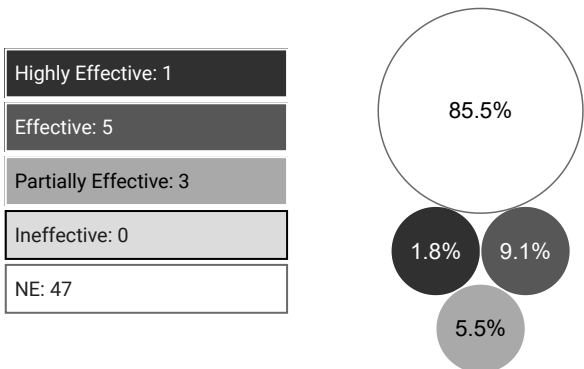 Highly Effective: 1
Effective: 5
Partially Effective: 3
Ineffective: 0
NE: 47
85.5%
1.8%
9.1%
5.5%